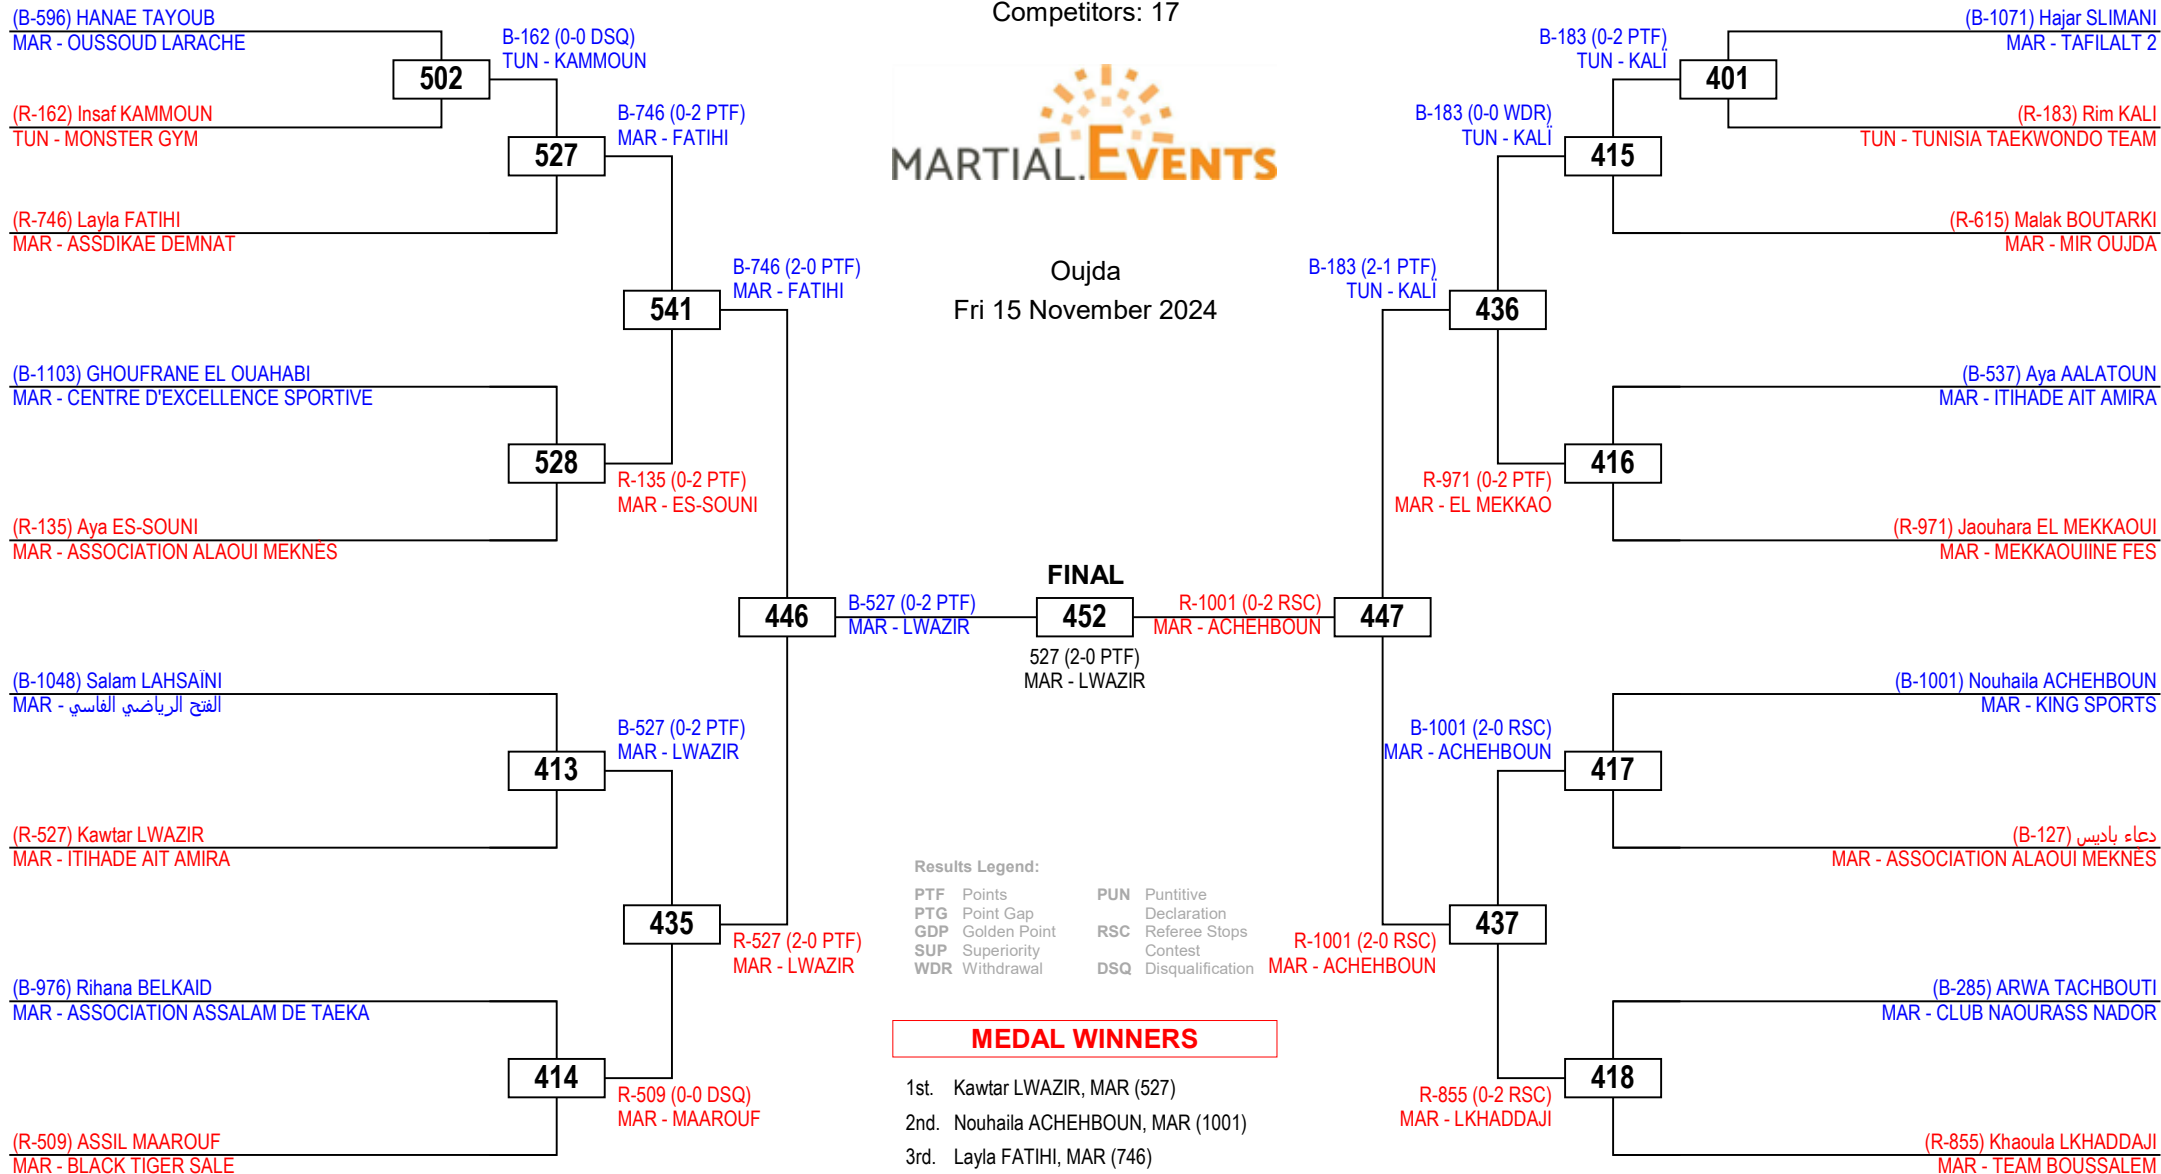 Competitors: 17
MARTIAL.EVENTS
Oujda
Fri 15 November 2024
(B-596) HANAE TAYOUB
MAR - OUSSOUD LARACHE
502
(R-162) Insaf KAMMOUN
TUN - MONSTER GYM
B-162 (0-0 DSQ)
TUN - KAMMOUN
527
(R-746) Layla FATIHI
MAR - ASSDIKAE DEMNAT
B-746 (0-2 PTF)
MAR - FATIHI
541
B-746 (2-0 PTF)
MAR - FATIHI
(B-1103) GHOUFRANE EL OUAHABI
MAR - CENTRE D'EXCELLENCE SPORTIVE
528
R-135 (0-2 PTF)
MAR - ES-SOUNI
(R-135) Aya ES-SOUNI
MAR - ASSOCIATION ALAOUI MEKNÈS
446
B-527 (0-2 PTF)
MAR - LWAZIR
(B-1048) Salam LAHSAÏNI
MAR - الفتح الرياضي الفاسي
413
B-527 (0-2 PTF)
MAR - LWAZIR
(R-527) Kawtar LWAZIR
MAR - ITIHADE AIT AMIRA
435
R-527 (2-0 PTF)
MAR - LWAZIR
(B-976) Rihana BELKAID
MAR - ASSOCIATION ASSALAM DE TAEKA
414
R-509 (0-0 DSQ)
MAR - MAAROUF
(R-509) ASSIL MAAROUF
MAR - BLACK TIGER SALE
FINAL
452
527 (2-0 PTF)
MAR - LWAZIR
(B-1071) Hajar SLIMANI
MAR - TAFILALT 2
401
(R-183) Rim KALI
TUN - TUNISIA TAEKWONDO TEAM
B-183 (0-2 PTF)
TUN - KALÏ
415
(R-615) Malak BOUTARKI
MAR - MIR OUJDA
B-183 (0-0 WDR)
TUN - KALÏ
436
B-183 (2-1 PTF)
TUN - KALÏ
(B-537) Aya AALATOUN
MAR - ITIHADE AIT AMIRA
416
R-971 (0-2 PTF)
MAR - EL MEKKAO
(R-971) Jaouhara EL MEKKAOUI
MAR - MEKKAOUIINE FES
447
R-1001 (0-2 RSC)
MAR - ACHEHBOUN
(B-1001) Nouhaila ACHEHBOUN
MAR - KING SPORTS
417
B-1001 (2-0 RSC)
MAR - ACHEHBOUN
(B-127) دعاء باديس
MAR - ASSOCIATION ALAOUI MEKNÈS
437
R-1001 (2-0 RSC)
MAR - ACHEHBOUN
(B-285) ARWA TACHBOUTI
MAR - CLUB NAOURASS NADOR
418
R-855 (0-2 RSC)
MAR - LKHADDAJI
(R-855) Khaoula LKHADDAJI
MAR - TEAM BOUSSALEM
Results Legend:
PTF Points
PTG Point Gap
GDP Golden Point
SUP Superiority
WDR Withdrawal
PUN Puntitive
Declaration
RSC Referee Stops
Contest
DSQ Disqualification
MEDAL WINNERS
1st. Kawtar LWAZIR, MAR (527)
2nd. Nouhaila ACHEHBOUN, MAR (1001)
3rd. Layla FATIHI, MAR (746)